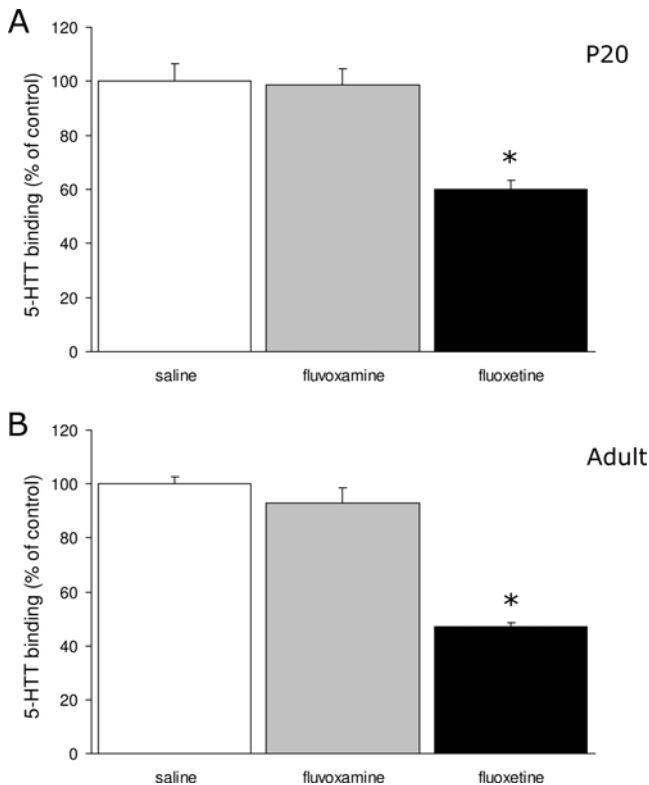 A
P20
5-HTT binding (% of control)
120
100
80
60
40
20
0
*
saline fluvoxamine fluoxetine
B
Adult
5-HTT binding (% of control)
120
100
80
60
40
20
0
*
saline fluvoxamine fluoxetine